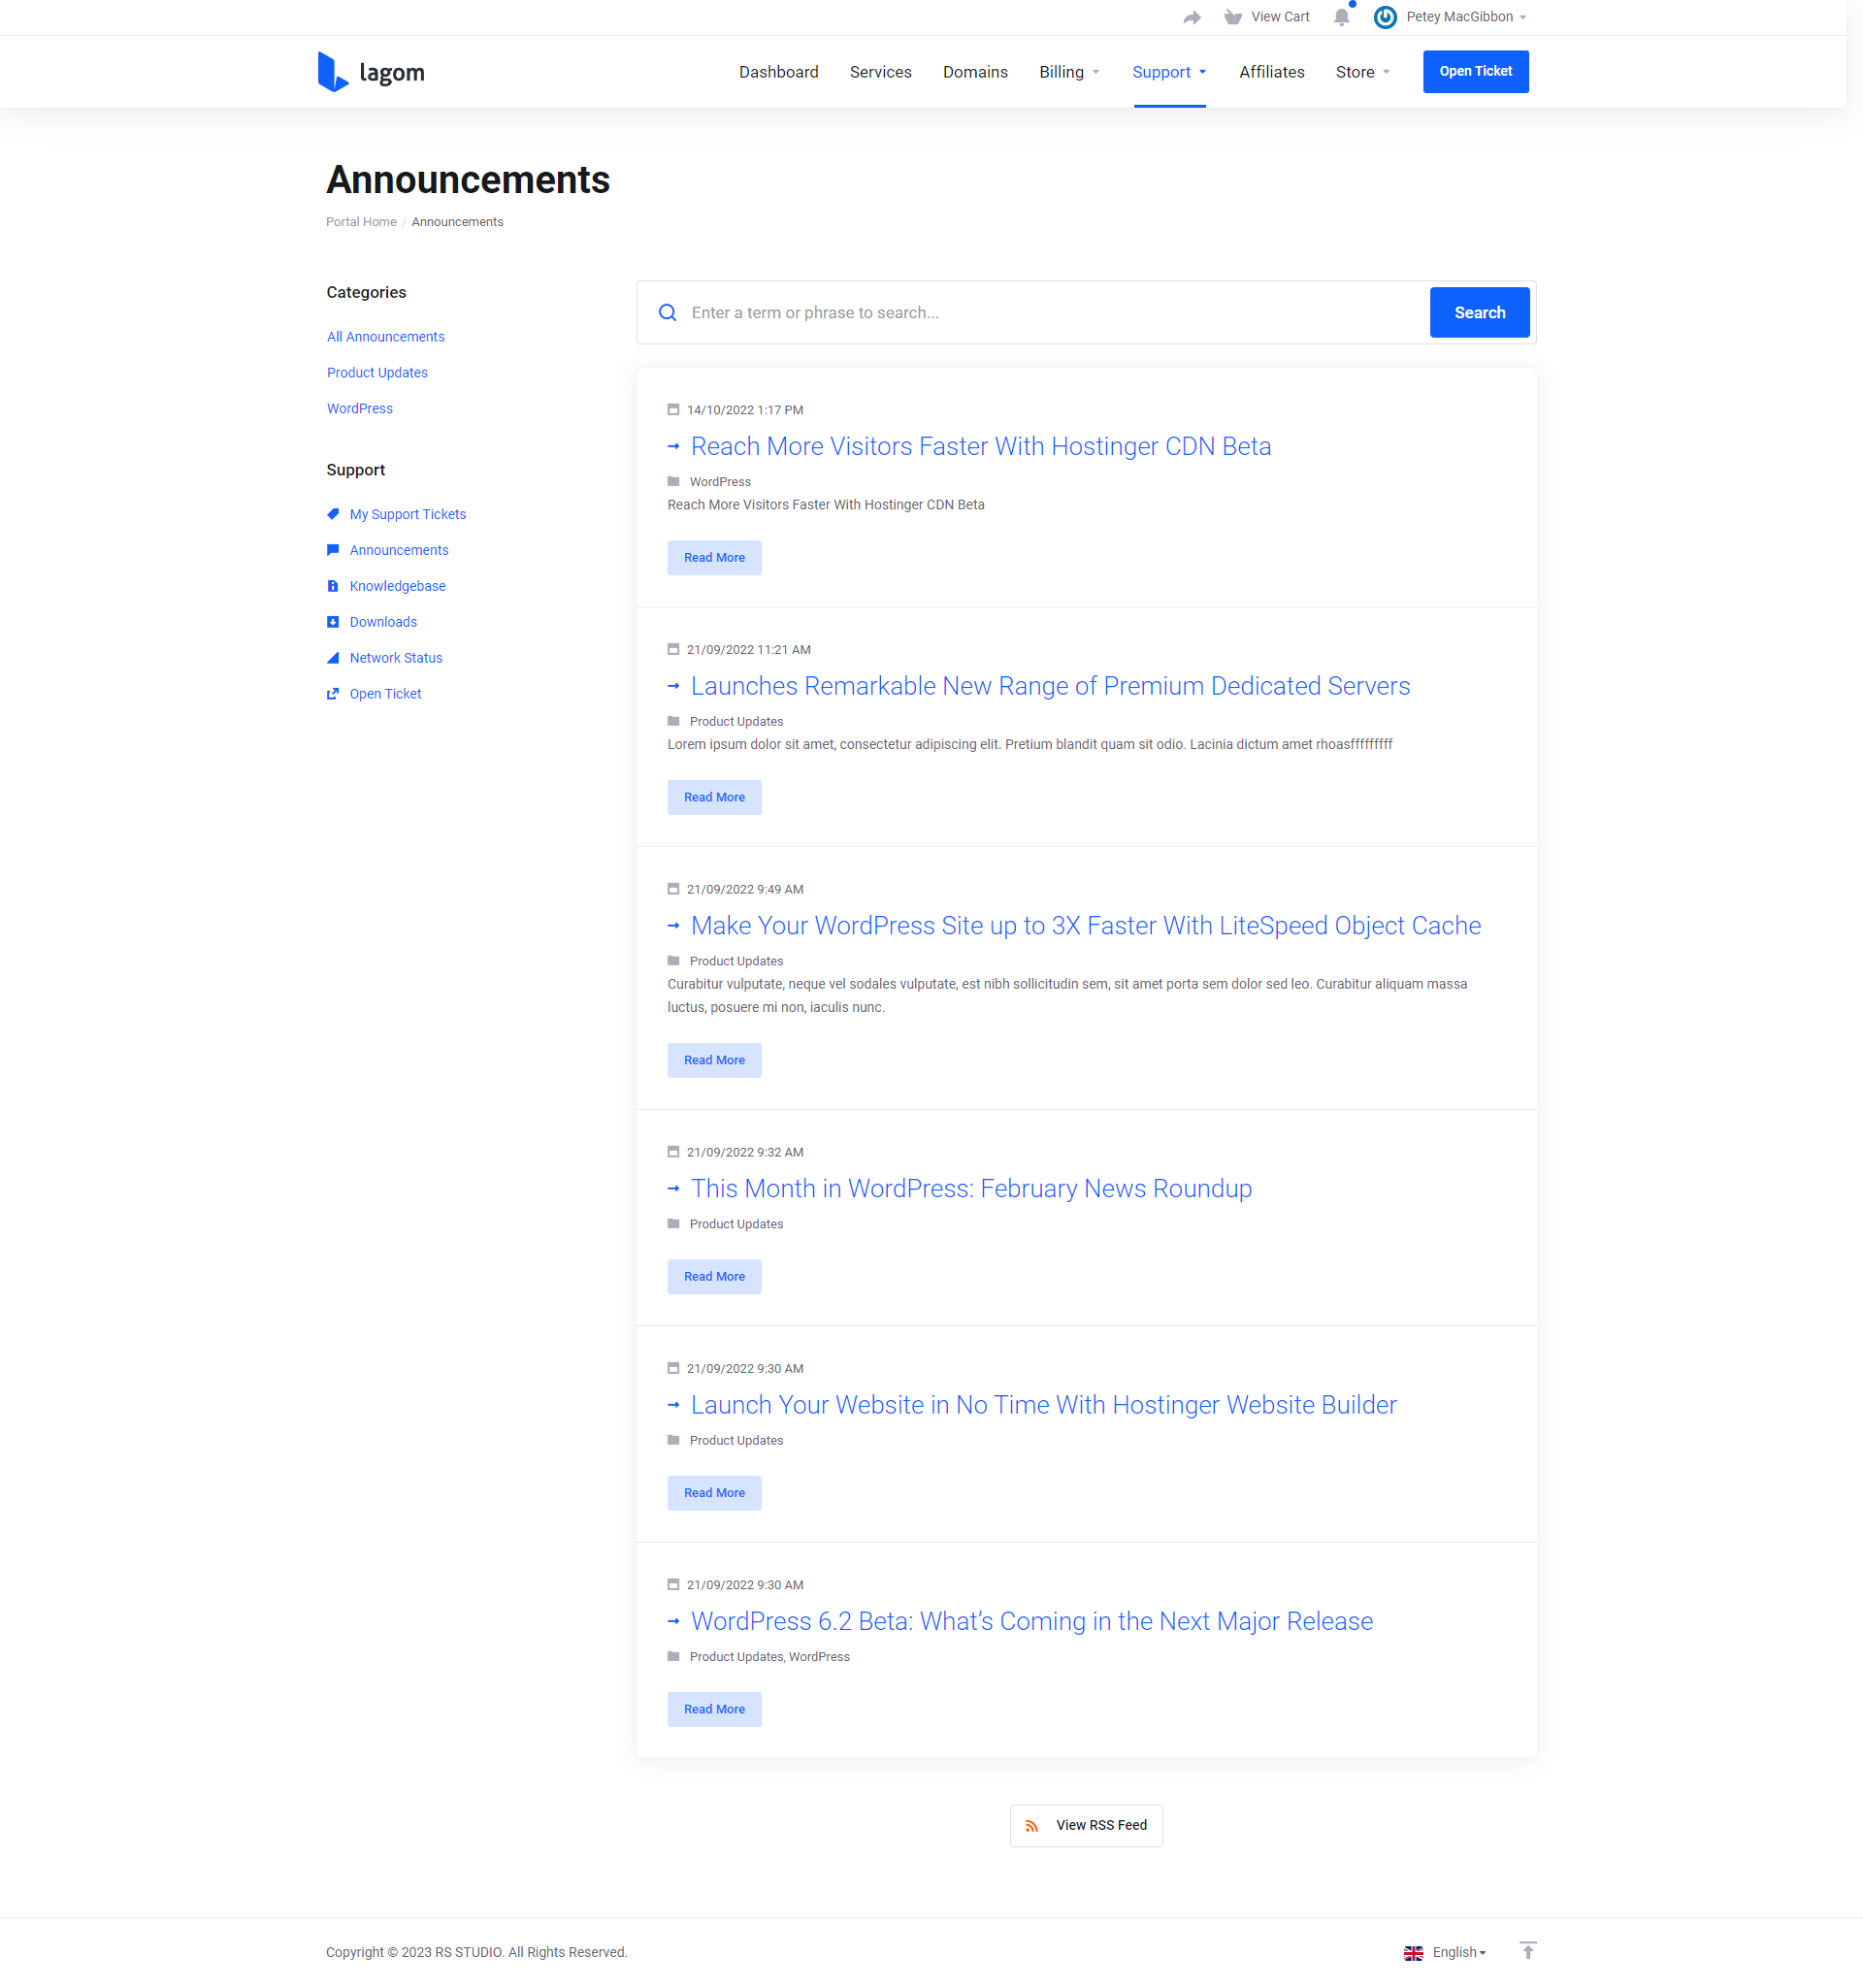 View Cart
Petey MacGibbon
lagom
Dashboard Services Domains Billing Support Affiliates Store Open Ticket
Announcements
Portal Home / Announcements
Categories
All Announcements
Product Updates
WordPress
Support
My Support Tickets
Announcements
Knowledgebase
Downloads
Network Status
Open Ticket
Enter a term or phrase to search...
Search
14/10/2022 1:17 PM
Reach More Visitors Faster With Hostinger CDN Beta
WordPress
Reach More Visitors Faster With Hostinger CDN Beta
Read More
21/09/2022 11:21 AM
Launches Remarkable New Range of Premium Dedicated Servers
Product Updates
Lorem ipsum dolor sit amet, consectetur adipiscing elit. Pretium blandit quam sit odio. Lacinia dictum amet rhoasfffffffff
Read More
21/09/2022 9:49 AM
Make Your WordPress Site up to 3X Faster With LiteSpeed Object Cache
Product Updates
Curabitur vulputate, neque vel sodales vulputate, est nibh sollicitudin sem, sit amet porta sem dolor sed leo. Curabitur aliquam massa
luctus, posuere mi non, iaculis nunc.
Read More
21/09/2022 9:32 AM
This Month in WordPress: February News Roundup
Product Updates
Read More
21/09/2022 9:30 AM
Launch Your Website in No Time With Hostinger Website Builder
Product Updates
Read More
21/09/2022 9:30 AM
WordPress 6.2 Beta: What’s Coming in the Next Major Release
Product Updates, WordPress
Read More
View RSS Feed
Copyright © 2023 RS STUDIO. All Rights Reserved.
English